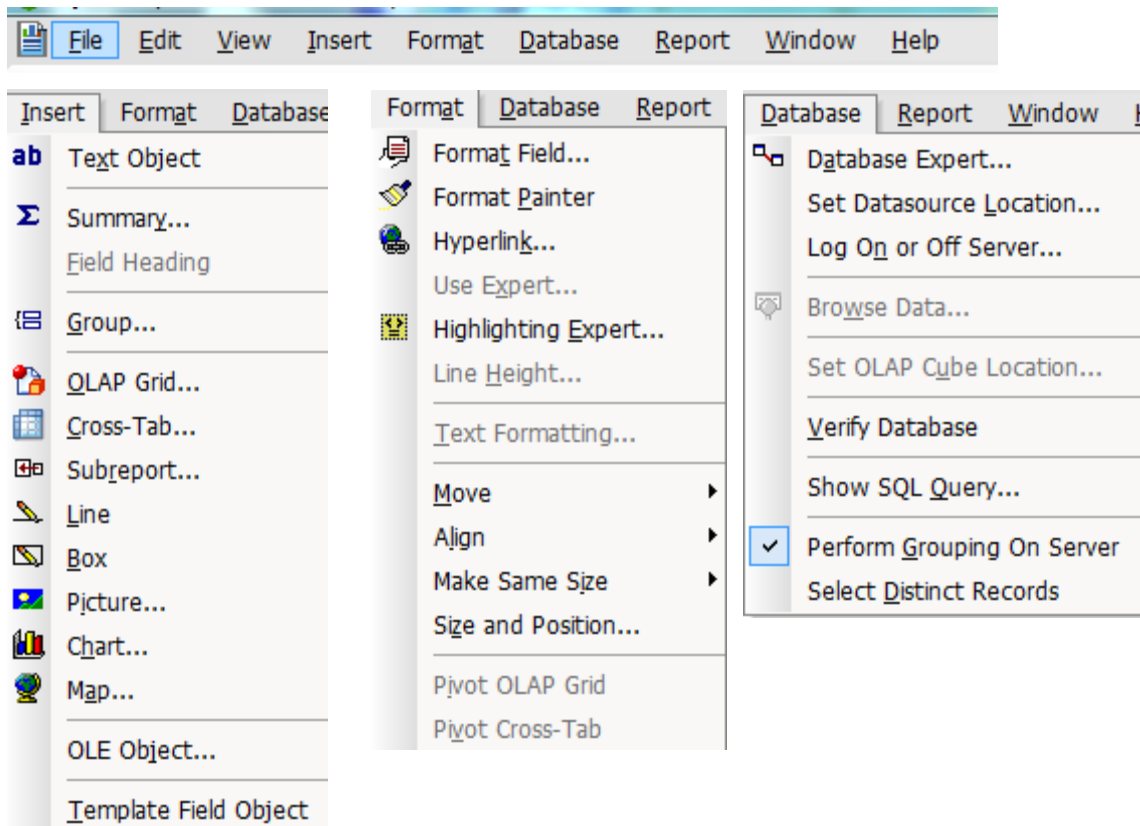 File Edit View Insert Format Database Report Window Help
Insert Format Database
ab Text Object
Σ Summary...
Field Heading
Group...
OLAP Grid...
Cross-Tab...
Subreport...
Line
Box
Picture...
Chart...
Map...
OLE Object...
Template Field Object
Format Database Report
Format Field...
Format Painter
Hyperlink...
Use Expert...
Highlighting Expert...
Line Height...
Text Formatting...
Move
Align
Make Same Size
Size and Position...
Pivot OLAP Grid
Pivot Cross-Tab
Database Report Window
Database Expert...
Set Datasource Location...
Log On or Off Server...
Browse Data...
Set OLAP Cube Location...
Verify Database
Show SQL Query...
Perform Grouping On Server
Select Distinct Records